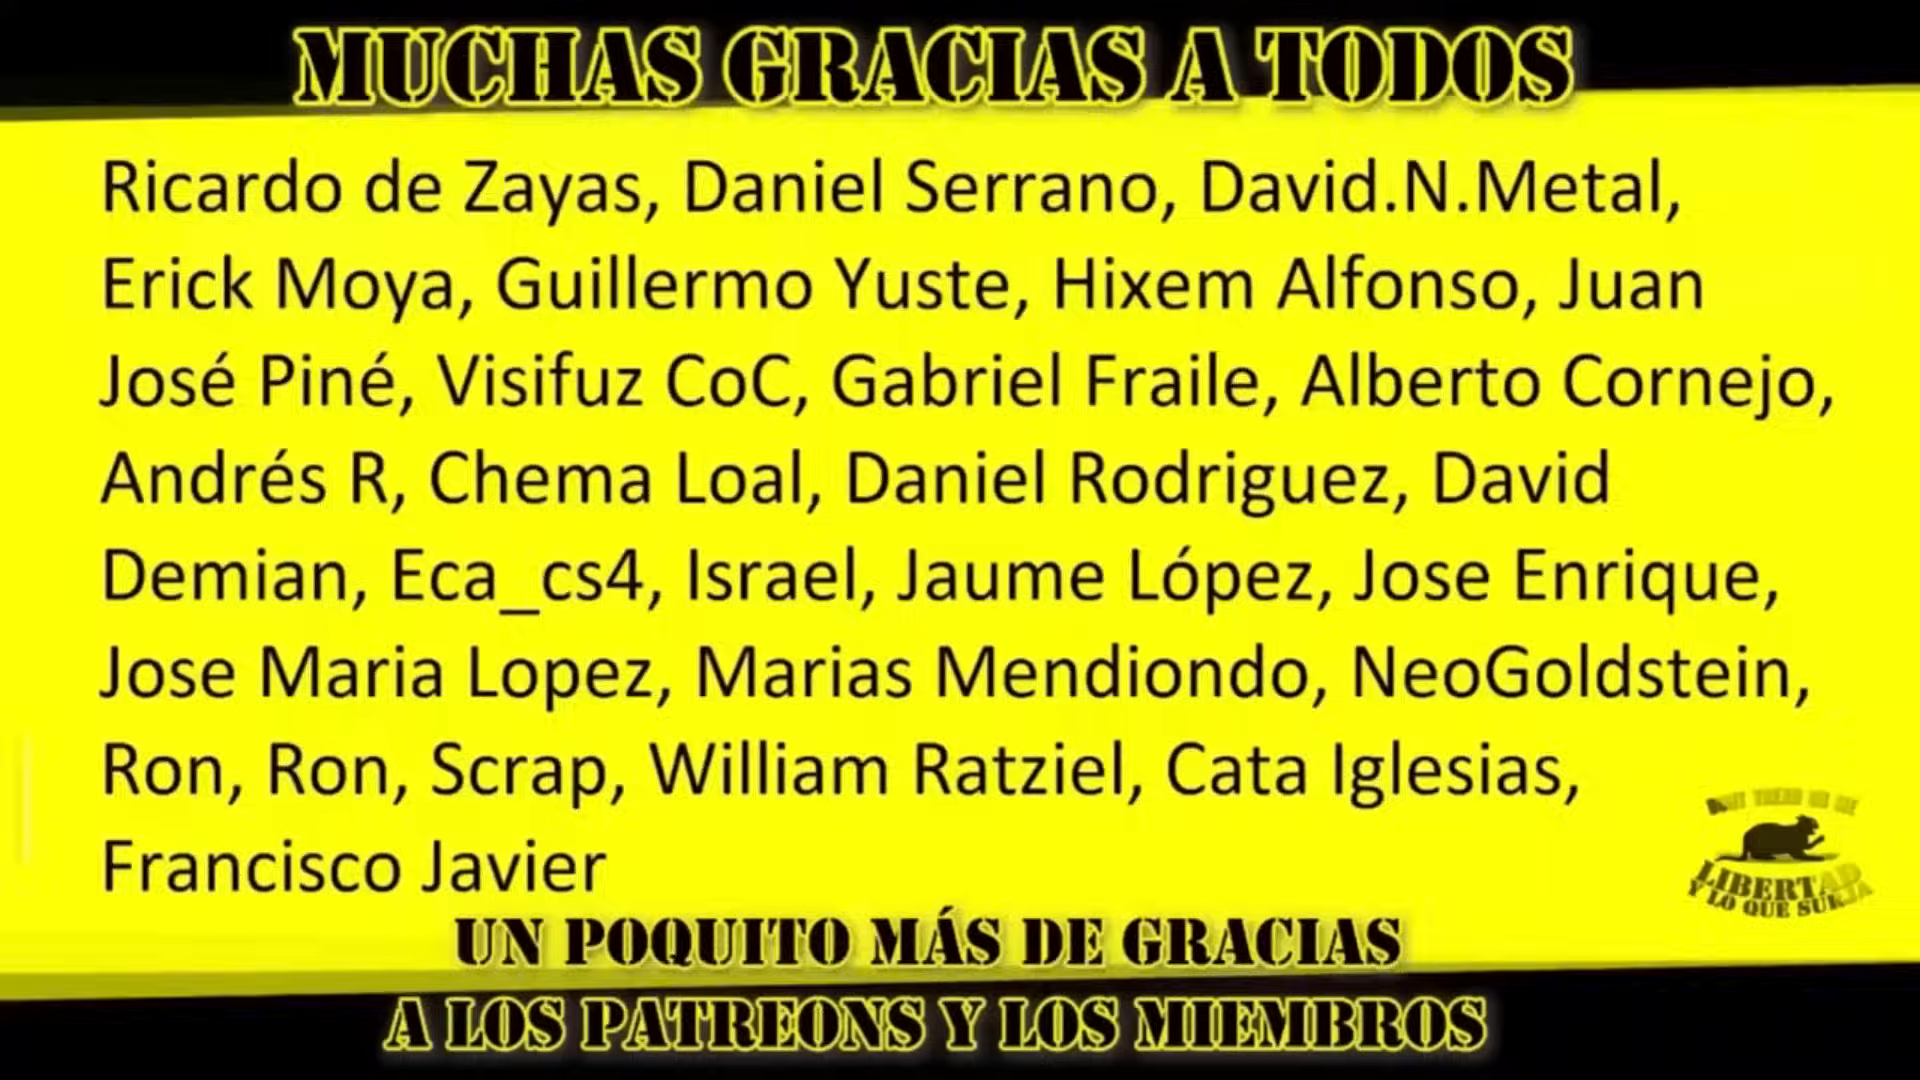 MUCHAS GRACIAS A TODOS
Ricardo de Zayas, Daniel Serrano, David.N.Metal,
Erick Moya, Guillermo Yuste, Hixem Alfonso, Juan
José Piné, Visifuz CoC, Gabriel Fraile, Alberto Cornejo,
Andrés R, Chema Loal, Daniel Rodriguez, David
Demian, Eca_cs4, Israel, Jaume López, Jose Enrique,
Jose Maria Lopez, Marias Mendiondo, NeoGoldstein,
Ron, Ron, Scrap, William Ratziel, Cata Iglesias,
Francisco Javier
LIBERTAD
Y LO QUE SURJA
UN POQUITO MÁS DE GRACIAS
A LOS PATREONS Y LOS MIEMBROS